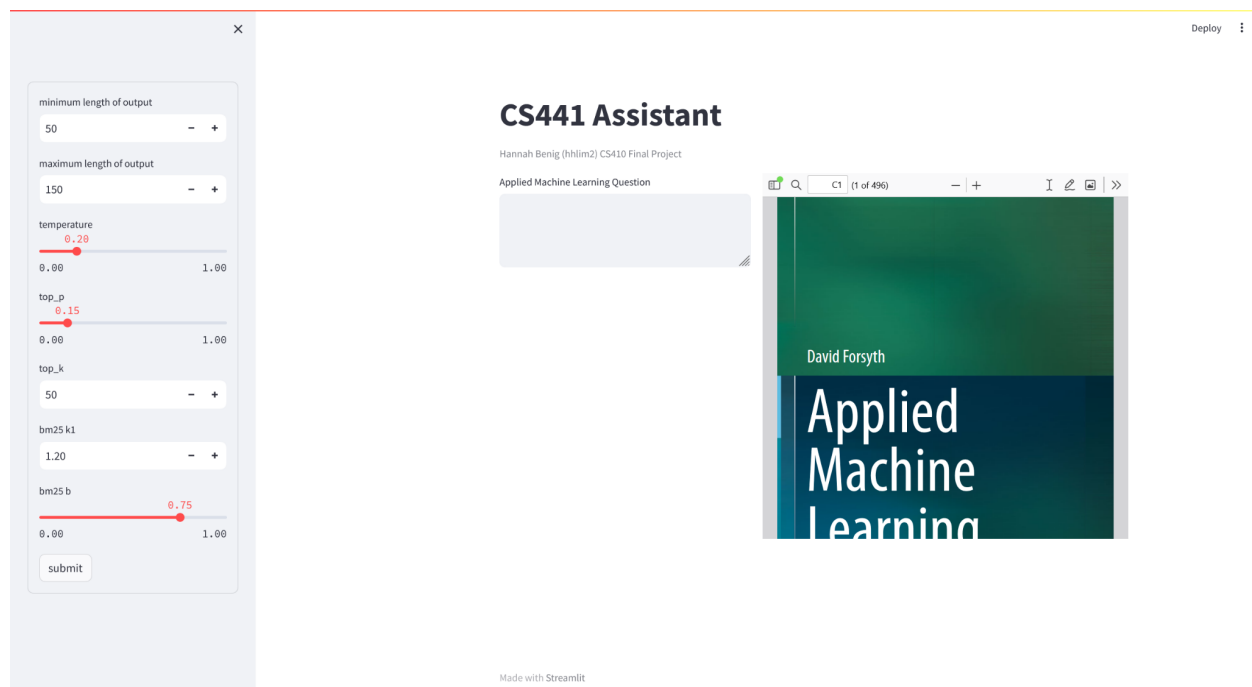 Deploy
minimum length of output
50
maximum length of output
150
temperature
0.20
0.00 1.00
top_p
0.15
0.00 1.00
top_k
50
bm25 k1
1.20
bm25 b
0.75
0.00 1.00
submit
CS441 Assistant
Hannah Benig (hhlim2) CS410 Final Project
Applied Machine Learning Question
C1 (1 of 496)
David Forsyth
Applied
Machine
Learning
Made with Streamlit